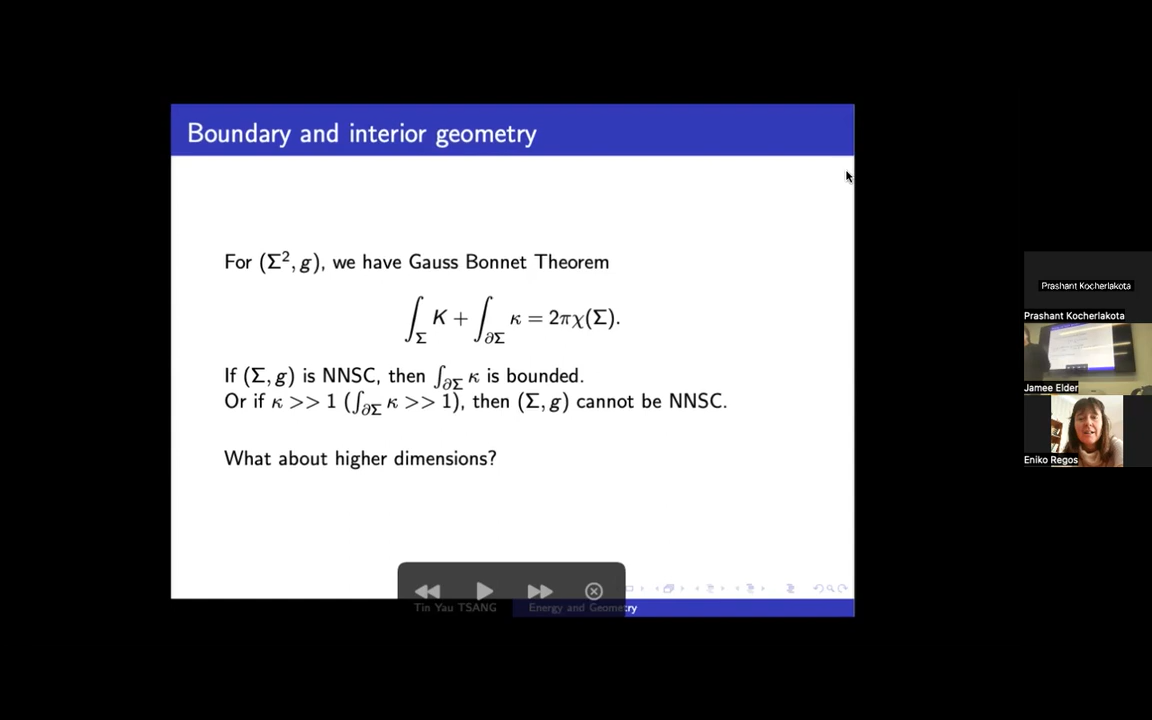 Boundary and interior geometry
For (Σ², g), we have Gauss Bonnet Theorem
∫_Σ K + ∫_∂Σ κ = 2πχ(Σ).
If (Σ, g) is NNSC, then ∫_∂Σ κ is bounded.
Or if κ >> 1 (∫_∂Σ κ >> 1), then (Σ, g) cannot be NNSC.
What about higher dimensions?
Tin Yau TSANG Energy and Geometry
Prashant Kocherlakota
Prashant Kocherlakota
Jamee Elder
Eniko Regos